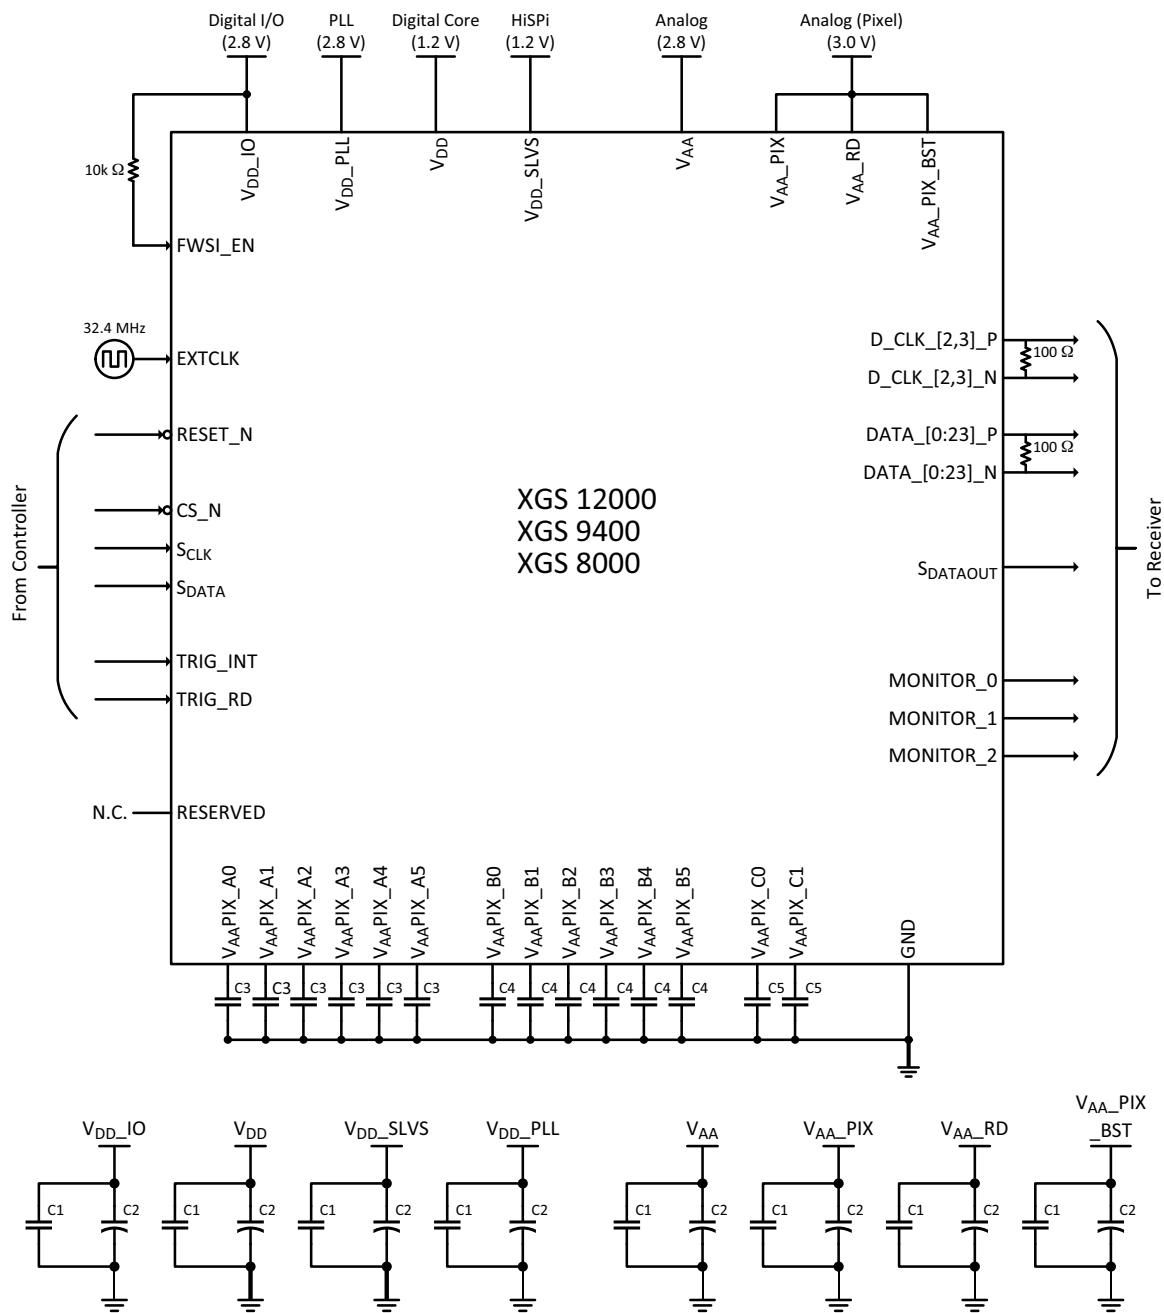 Digital I/O
(2.8 V)
PLL
(2.8 V)
Digital Core
(1.2 V)
HiSPi
(1.2 V)
Analog
(2.8 V)
Analog (Pixel)
(3.0 V)
10k Ω
VDD_IO
VDD_PLL
VDD
VDD_SLVS
VAA
VAA_PIX
VAA_RD
VAA_PIX_BST
FWSI_EN
32.4 MHz
EXTCLK
From Controller
RESET_N
CS_N
SCLK
SDATA
TRIG_INT
TRIG_RD
N.C.
RESERVED
XGS 12000
XGS 9400
XGS 8000
D_CLK_[2,3]_P
100 Ω
D_CLK_[2,3]_N
DATA_[0:23]_P
100 Ω
DATA_[0:23]_N
SDATAOUT
MONITOR_0
MONITOR_1
MONITOR_2
To Receiver
VAAPIX_A0
VAAPIX_A1
VAAPIX_A2
VAAPIX_A3
VAAPIX_A4
VAAPIX_A5
VAAPIX_B0
VAAPIX_B1
VAAPIX_B2
VAAPIX_B3
VAAPIX_B4
VAAPIX_B5
VAAPIX_C0
VAAPIX_C1
GND
C3
C3
C3
C3
C3
C3
C4
C4
C4
C4
C4
C4
C5
C5
VDD_IO
C1
C2
VDD
C1
C2
VDD_SLVS
C1
C2
VDD_PLL
C1
C2
VAA
C1
C2
VAA_PIX
C1
C2
VAA_RD
C1
C2
VAA_PIX
_BST
C1
C2